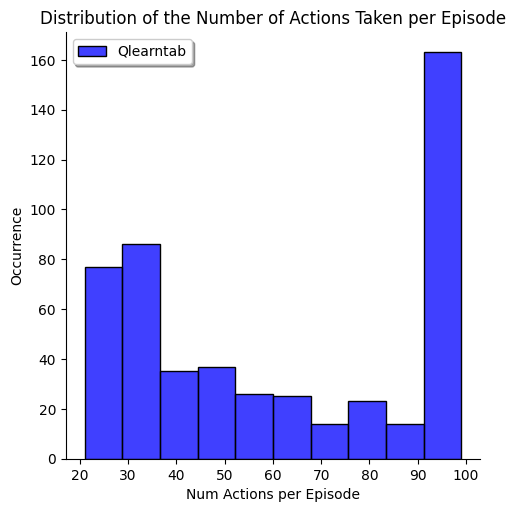 Distribution of the Number of Actions Taken per Episode
Qlearntab
160
140
120
100
80
60
40
20
0
Occurrence
20 30 40 50 60 70 80 90 100
Num Actions per Episode